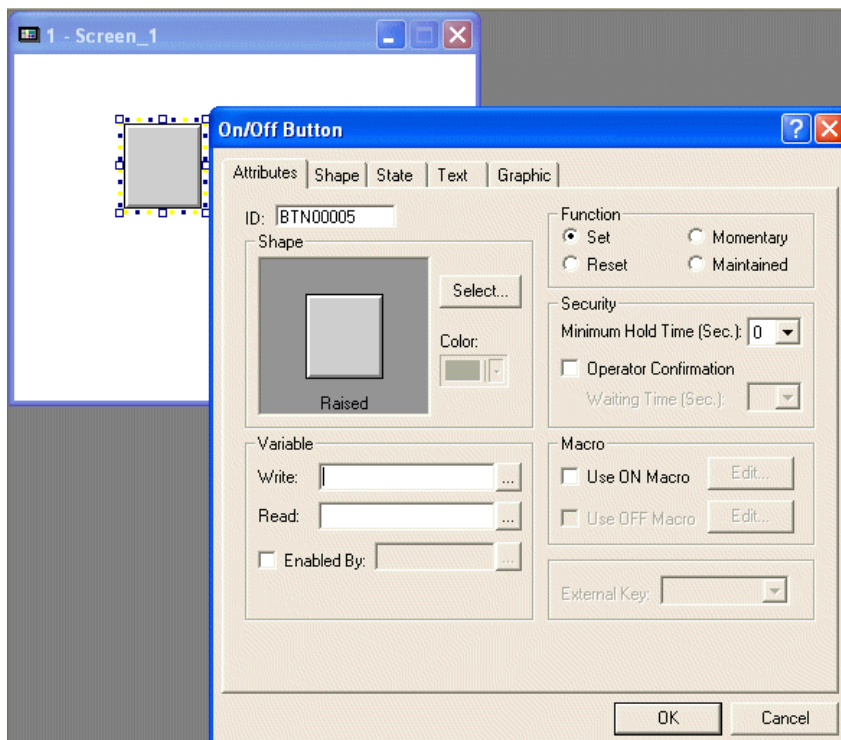 1 - Screen_1
On/Off Button
Attributes Shape State Text Graphic
ID: BTN00005
Shape
Select...
Color:
Raised
Function
Set Momentary
Reset Maintained
Security
Minimum Hold Time (Sec.): 0
Operator Confirmation
Waiting Time (Sec.):
Variable
Write: ...
Read: ...
Enabled By: ...
Macro
Use ON Macro Edit...
Use OFF Macro Edit...
External Key:
OK Cancel